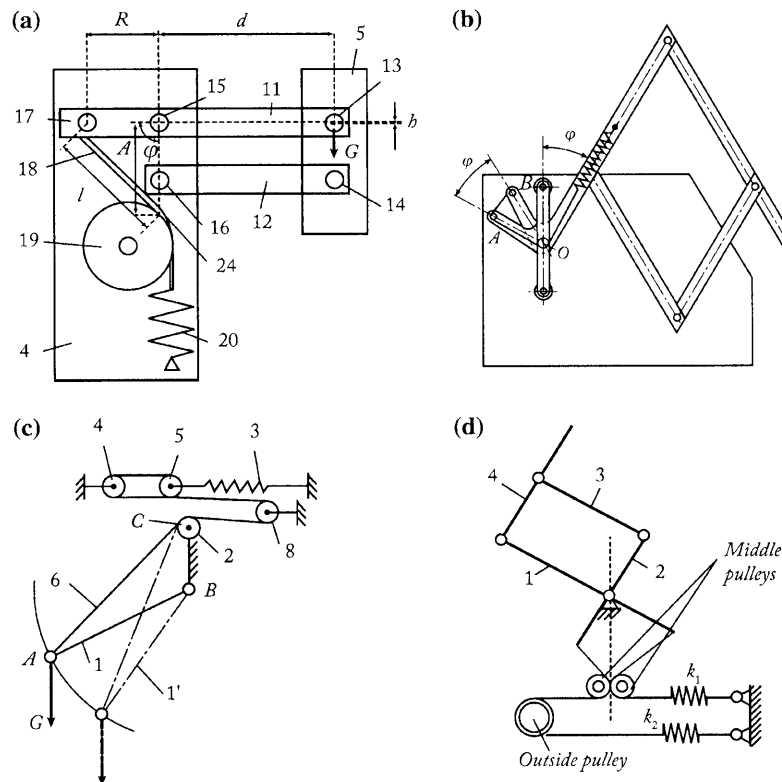 (a)
R
d
5
15
11
13
17
A
φ
h
G
18
l
12
14
16
19
24
4
20
(b)
φ
φ
B
A
O
(c)
4
5
3
C
2
8
6
B
A
1
1'
G
(d)
4
3
1
2
Middle
pulleys
k1
k2
Outside pulley